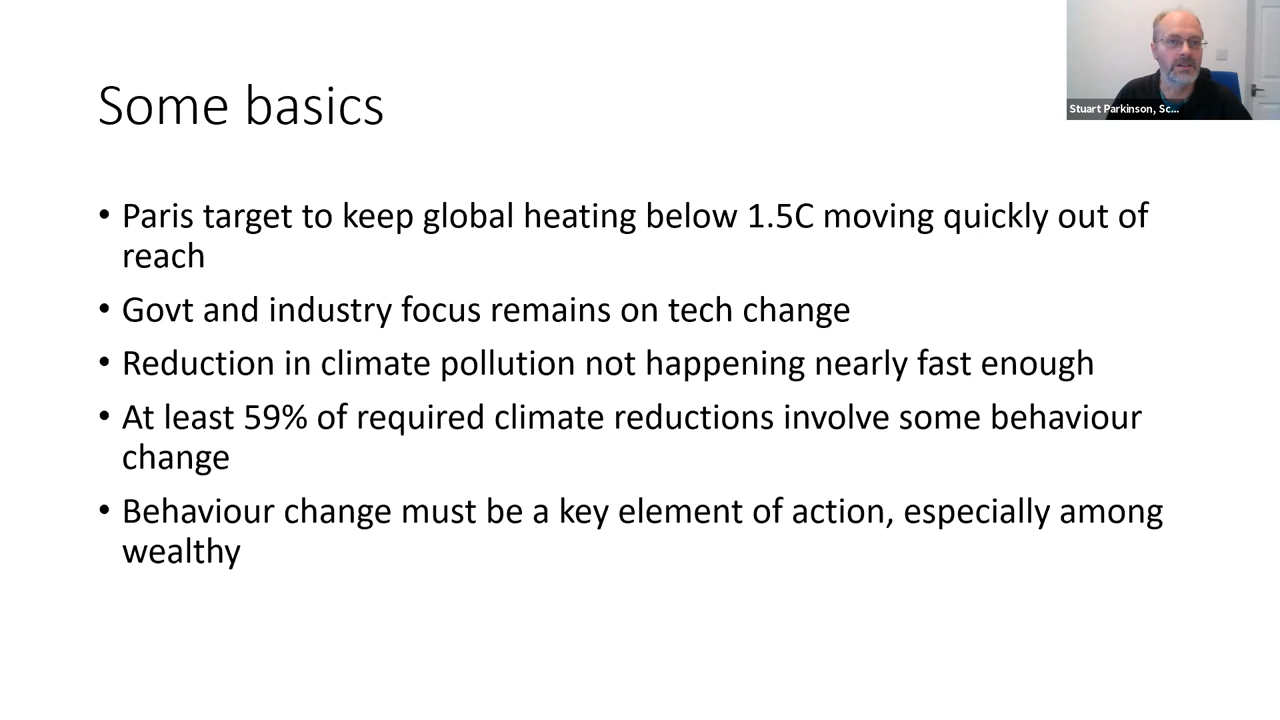 Some basics
Stuart Parkinson, Sc...
• Paris target to keep global heating below 1.5C moving quickly out of
reach
• Govt and industry focus remains on tech change
• Reduction in climate pollution not happening nearly fast enough
• At least 59% of required climate reductions involve some behaviour
change
• Behaviour change must be a key element of action, especially among
wealthy